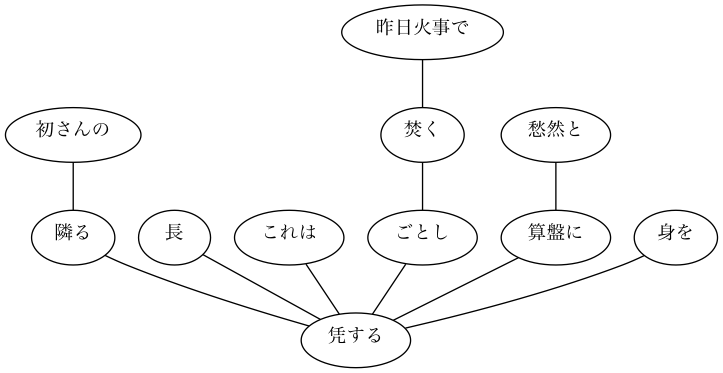 昨日火事で
初さんの
焚く
愁然と
隣る
長
これは
ごとし
算盤に
身を
凭する